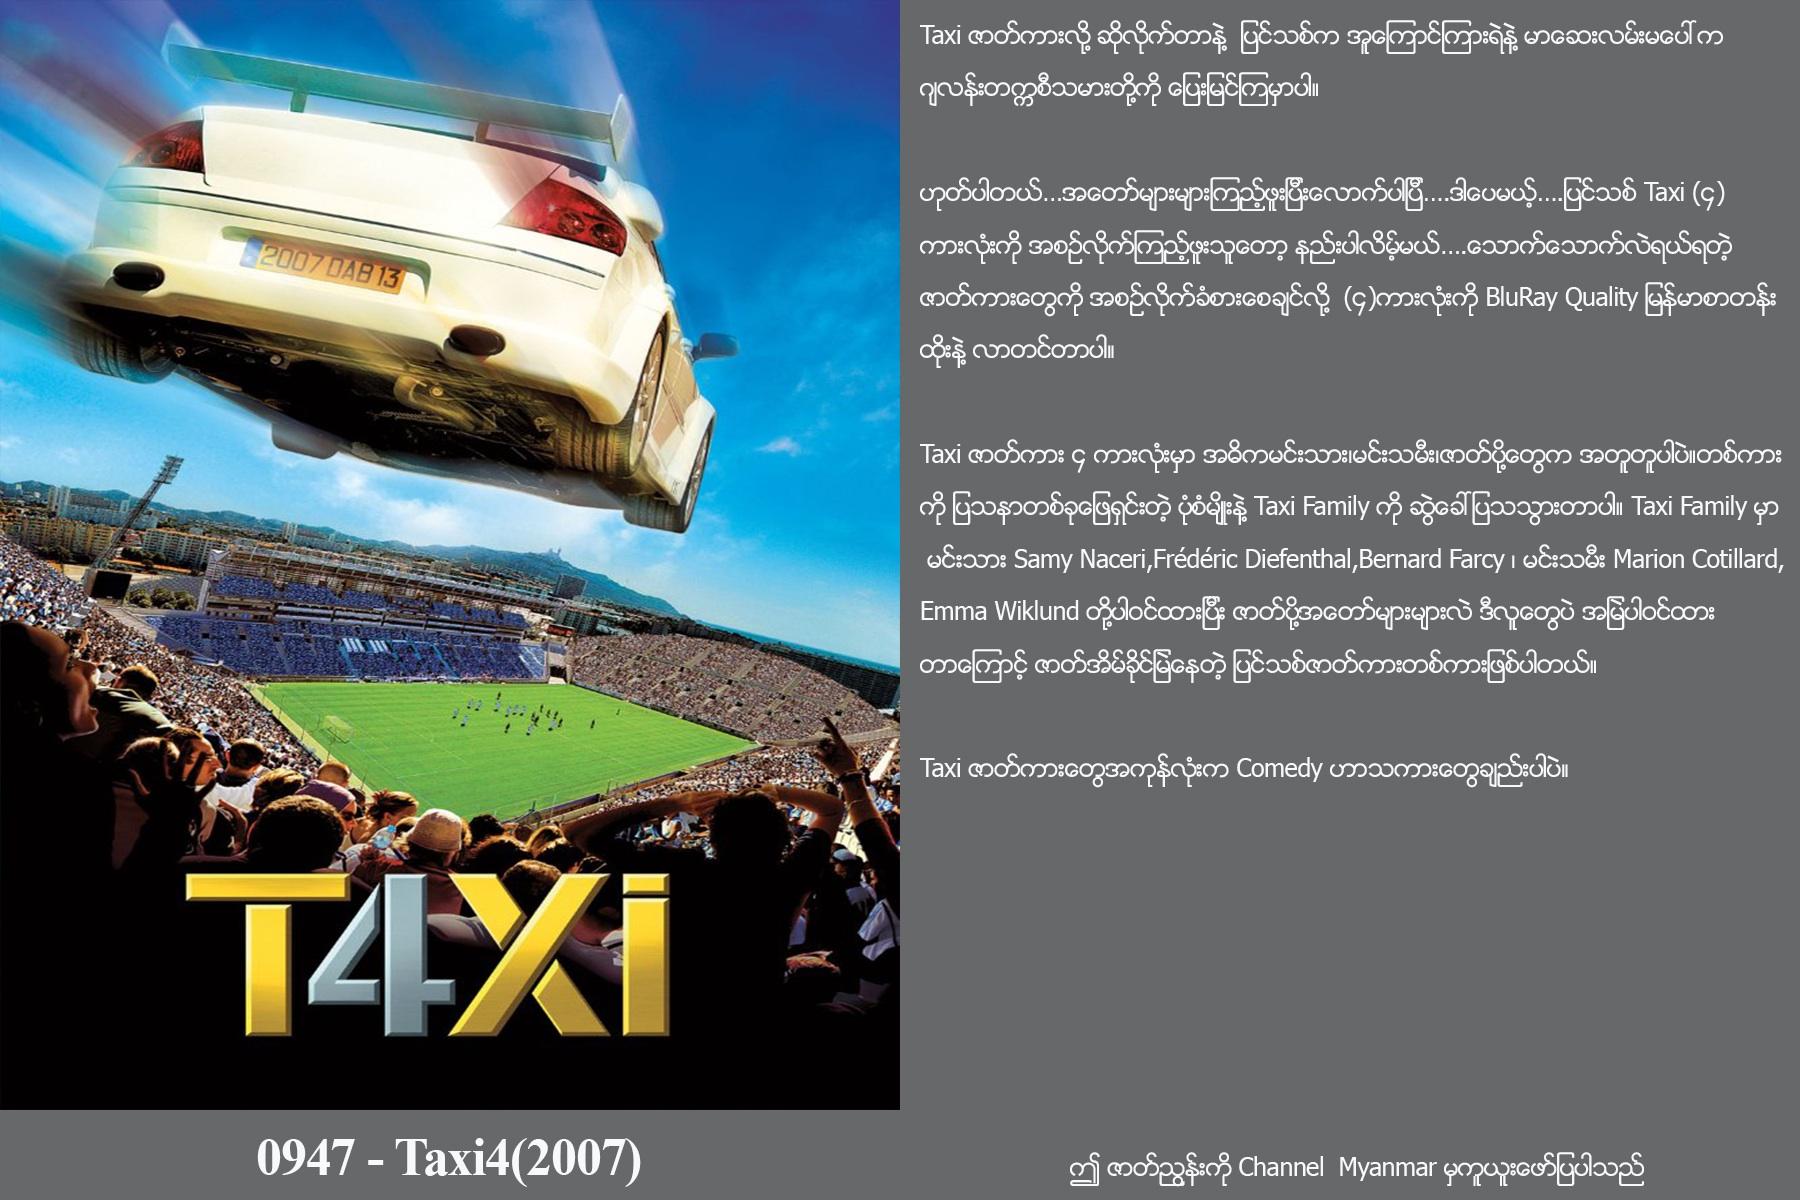 2007 DAB 13
T4Xi
0947 - Taxi4(2007)
Taxi ဇာတ်ကားလို့ ဆိုလိုက်တာနဲ့ ပြင်သစ်က အူကြောင်ကြားရဲနဲ့ မာဆေးလမ်းမပေါ် က
ဂျလန်းတက္ကစီသမားတို့ကို ပြေးမြင်ကြမှာပါ။
ဟုတ်ပါတယ်...အတော်များများကြည့်ဖူးပြီးလောက်ပါပြီ....ဒါပေမယ့်....ပြင်သစ် Taxi (၄)
ကားလုံးကို အစဉ်လိုက်ကြည့်ဖူးသူတော့ နည်းပါလိမ့်မယ်....သောက်သောက်လဲရယ်ရတဲ့
ဇာတ်ကားတွေကို အစဉ်လိုက်ခံစားစေချင်လို့ (၄)ကားလုံးကို BluRay Quality မြန်မာစာတန်း
ထိုးနဲ့ လာတင်တာပါ။
Taxi ဇာတ်ကား ၄ ကားလုံးမှာ အဓိကမင်းသား၊မင်းသမီး၊ဇာတ်ပို့တွေက အတူတူပါပဲ။တစ်ကား
ကို ပြသနာတစ်ခုဖြေရှင်းတဲ့ ပုံစံမျိုးနဲ့ Taxi Family ကို ဆွဲခေါ်ပြသသွားတာပါ။ Taxi Family မှာ
မင်းသား Samy Naceri,Frédéric Diefenthal,Bernard Farcy ၊ မင်းသမီး Marion Cotillard,
Emma Wiklund တို့ပါဝင်ထားပြီး ဇာတ်ပို့အတော်များများလဲ ဒီလူတွေပဲ အမြဲပါဝင်ထား
တာကြောင့် ဇာတ်အိမ်ခိုင်မြဲနေတဲ့ ပြင်သစ်ဇာတ်ကားတစ်ကားဖြစ်ပါတယ်။
Taxi ဇာတ်ကားတွေအကုန်လုံးက Comedy ဟာသကားတွေချည်းပါပဲ။
ဤ ဇာတ်ညွှန်းကို Channel Myanmar မှကူယူးဖော်ပြပါသည်